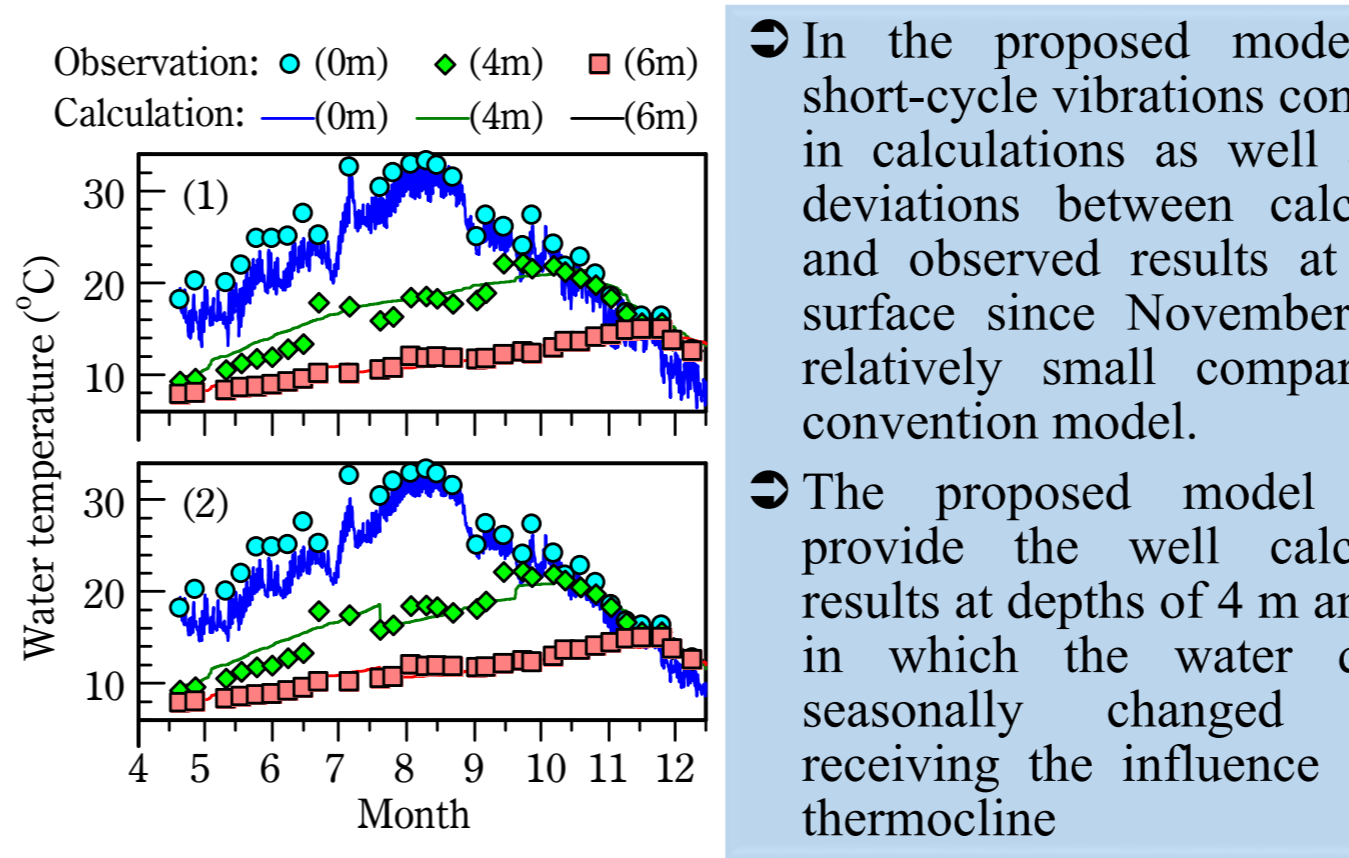 Observation: (0m) (4m) (6m)
Calculation: (0m) (4m) (6m)
(1)
30
20
10
(2)
30
20
10
Water temperature (°C)
4 5 6 7 8 9 10 11 12
Month
➲ In the proposed mode
short-cycle vibrations con
in calculations as well
deviations between calc
and observed results at
surface since November
relatively small compar
convention model.
➲ The proposed model
provide the well calc
results at depths of 4 m an
in which the water
seasonally changed
receiving the influence
thermocline